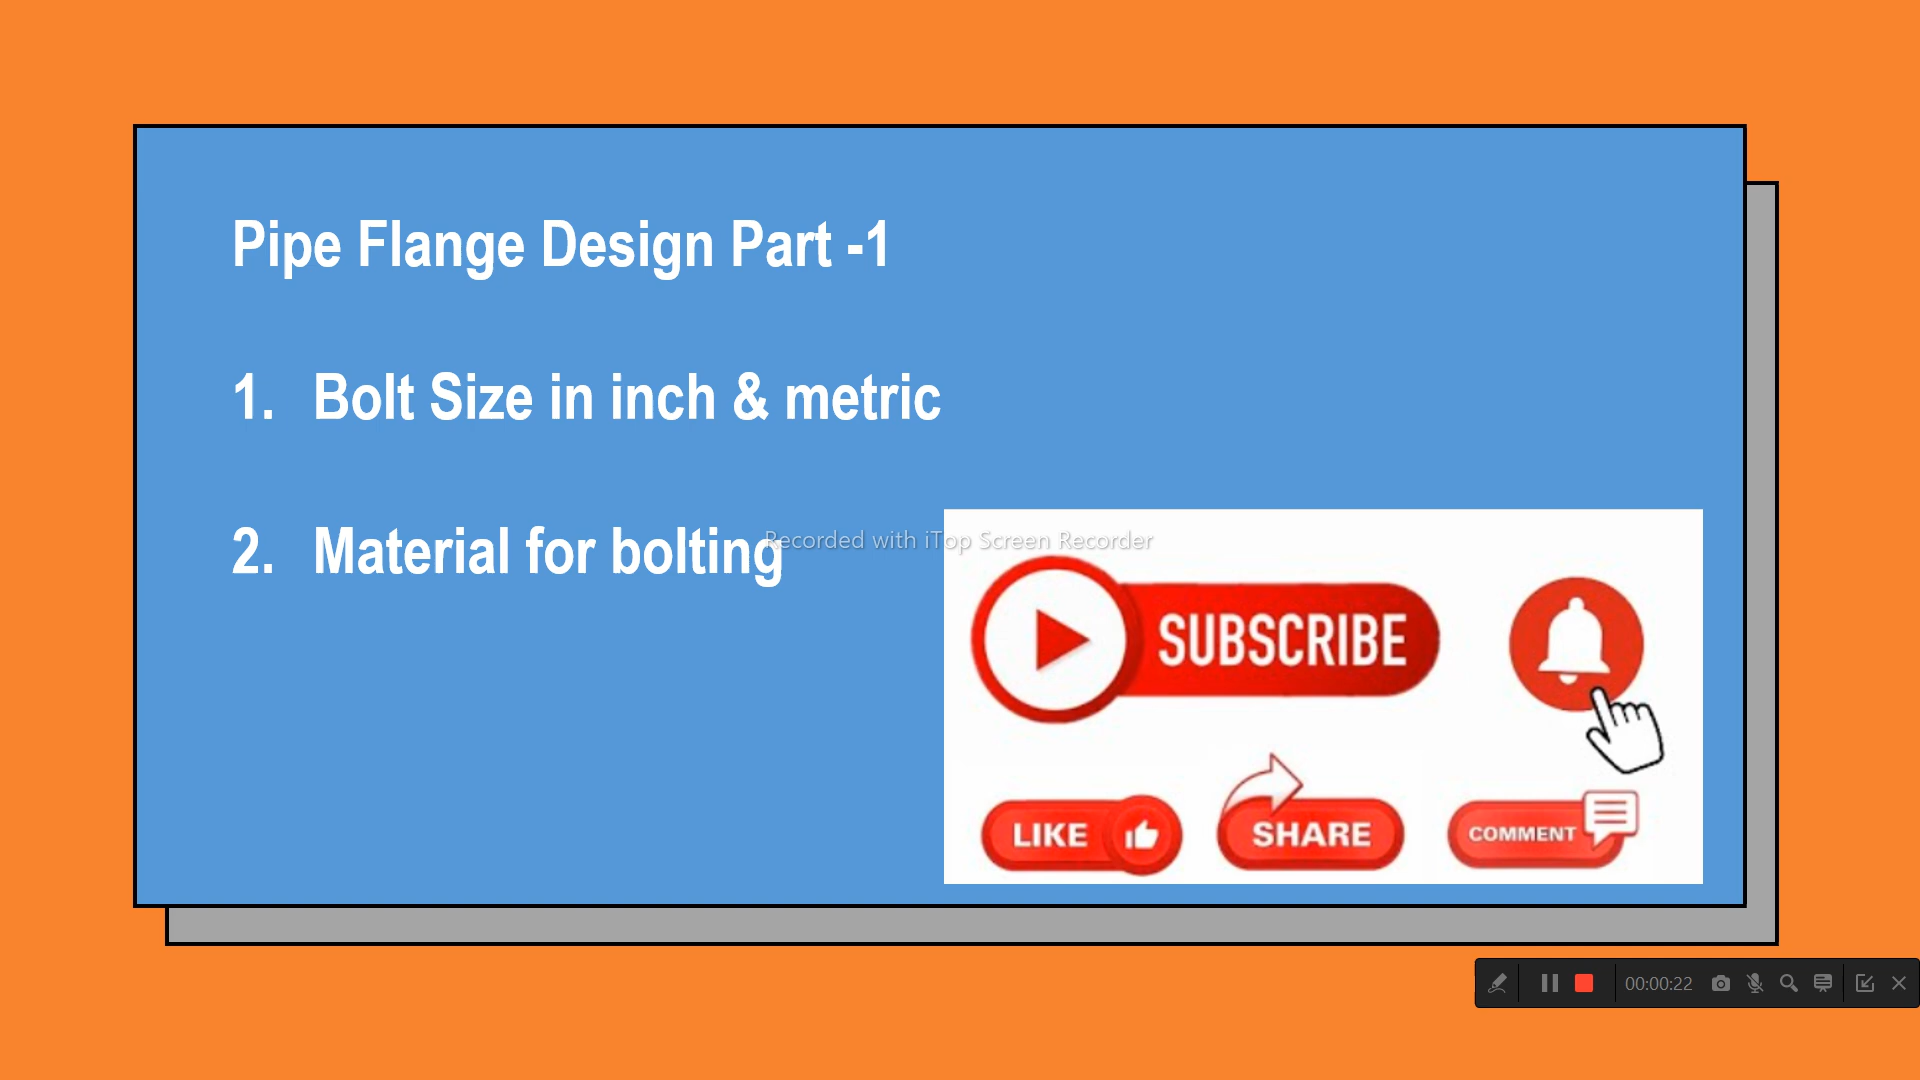 Pipe Flange Design Part -1
1. Bolt Size in inch & metric
2. Material for bolting
Recorded with iTop Screen Recorder
SUBSCRIBE
LIKE
SHARE
COMMENT
00:00:22